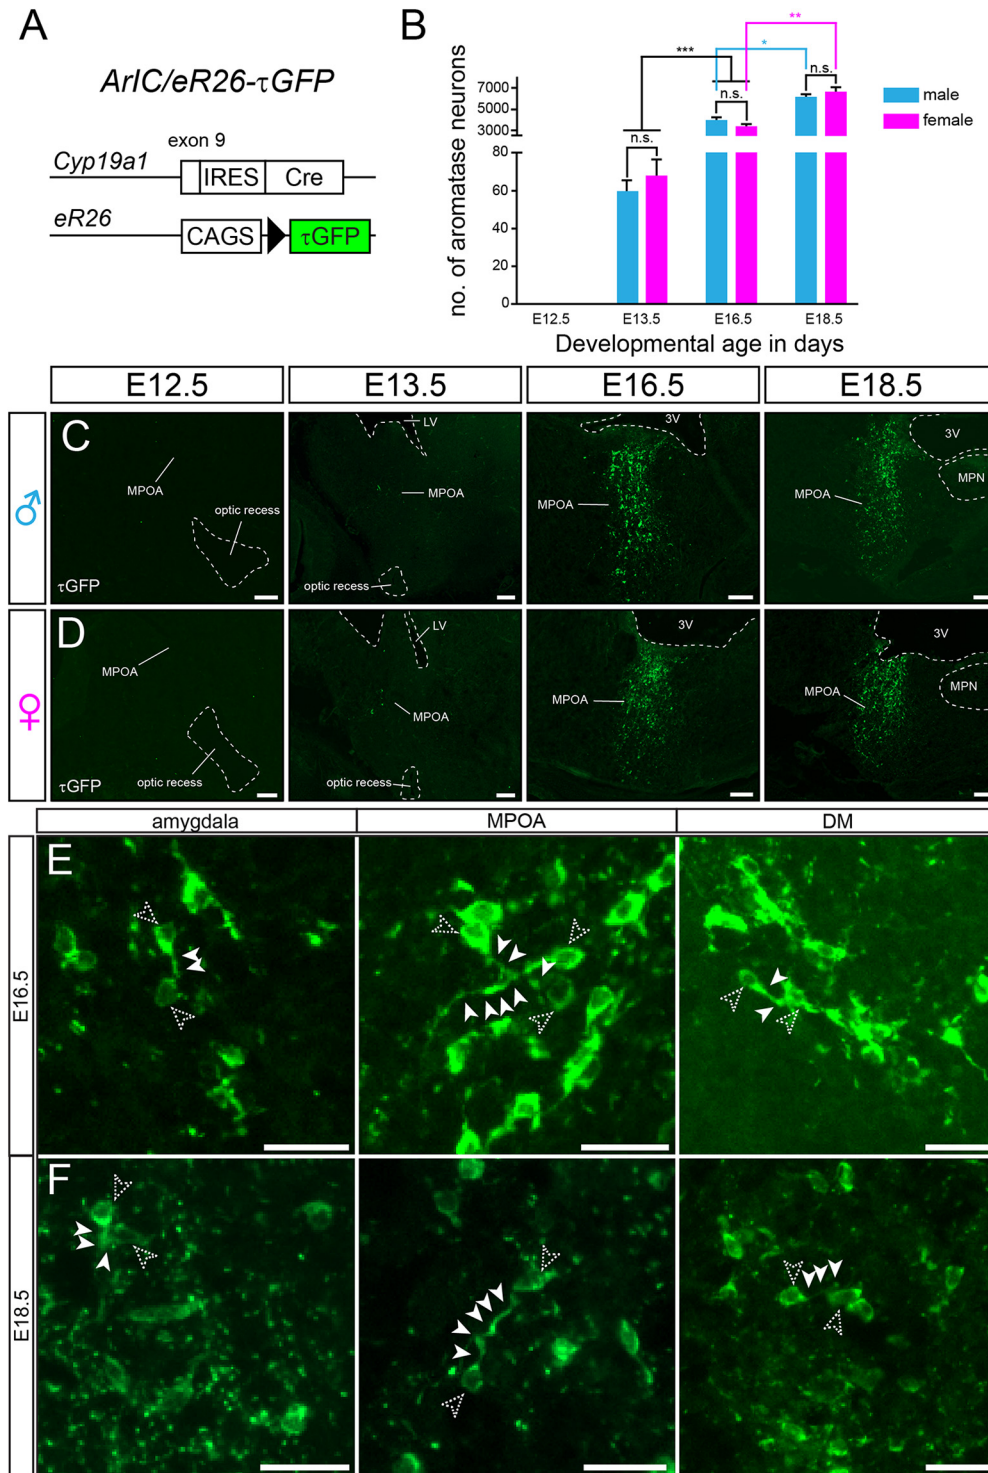 A
ArIC/eR26-τGFP
exon 9
Cyp19a1
IRES
Cre
eR26
CAGS
τGFP
B
no. of aromatase neurons
7000
5000
3000
80
60
40
20
0
n.s.
***
n.s.
*
**
n.s.
male
female
E12.5
E13.5
E16.5
E18.5
Developmental age in days
E12.5
E13.5
E16.5
E18.5
♂
C
MPOA
optic recess
τGFP
LV
MPOA
optic recess
3V
MPOA
3V
MPN
MPOA
♀
D
MPOA
optic recess
τGFP
LV
MPOA
optic recess
3V
MPOA
3V
MPN
MPOA
amygdala
MPOA
DM
E16.5
E
E18.5
F